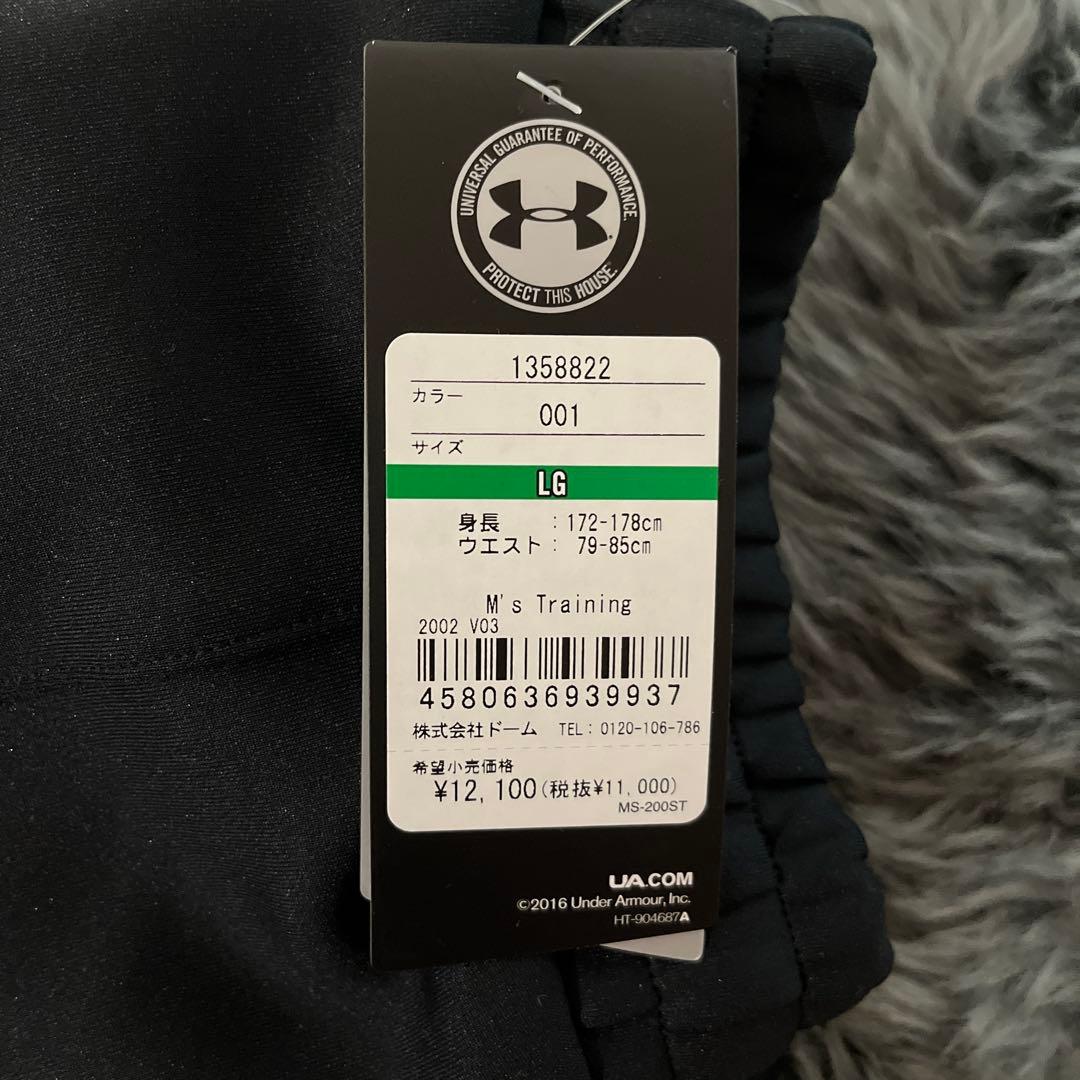 UNIVERSAL GUARANTEE OF PERFORMANCE.
PROTECT THIS HOUSE.
1358822
カラー
001
サイズ
LG
身長 : 172-178cm
ウエスト : 79-85cm
M's Training
2002 V03
4580636939937
株式会社ドーム TEL : 0120-106-786
希望小売価格
¥12,100(税抜¥11,000)
MS-200ST
UA.COM
©2016 Under Armour, Inc.
HT-904687A